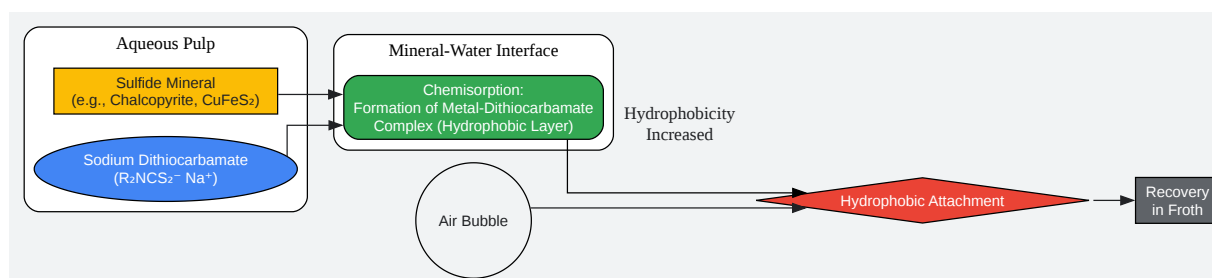 Aqueous Pulp
Sulfide Mineral
(e.g., Chalcopyrite, CuFeS₂)
Sodium Dithiocarbamate
(R₂NCS₂⁻ Na⁺)
Mineral-Water Interface
Chemisorption:
Formation of Metal-Dithiocarbamate
Complex (Hydrophobic Layer)
Hydrophobicity
Increased
Air Bubble
Hydrophobic Attachment
Recovery
in Froth